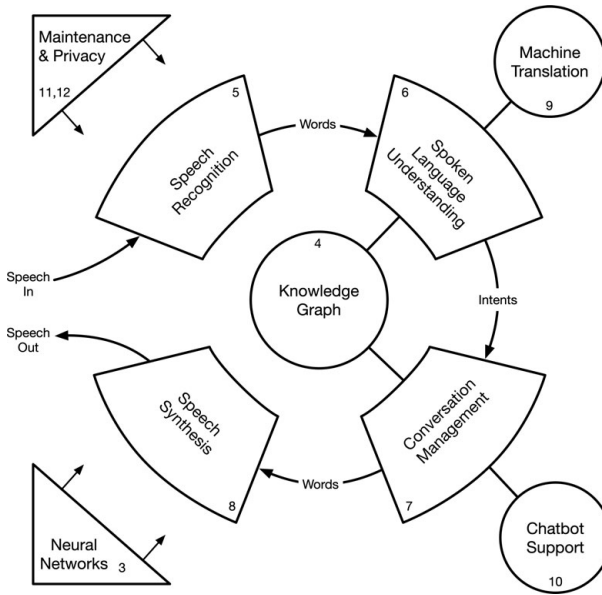 Maintenance
& Privacy
11,12
Machine
Translation
9
5
Speech
Recognition
Words
6
Spoken
Language
Understanding
4
Knowledge
Graph
Speech
In
Intents
Speech
Out
Speech
Synthesis
8
Words
Conversation
Management
7
Neural
Networks 3
Chatbot
Support
10